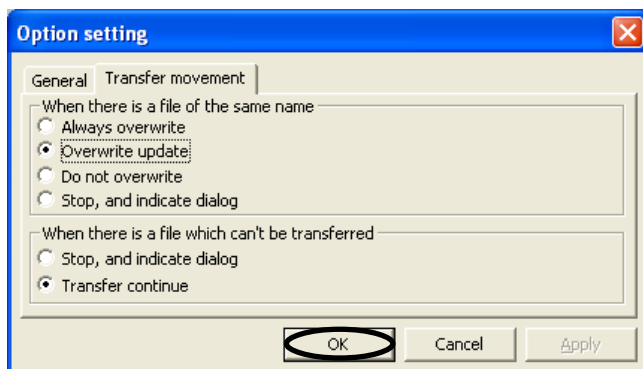 Option setting
General Transfer movement
When there is a file of the same name
Always overwrite
Overwrite update
Do not overwrite
Stop, and indicate dialog
When there is a file which can't be transferred
Stop, and indicate dialog
Transfer continue
OK Cancel Apply